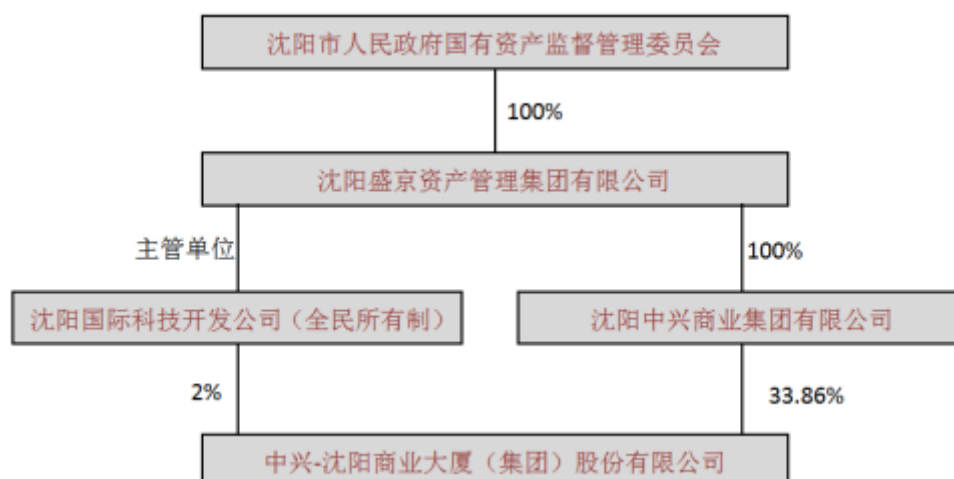 沈阳市人民政府国有资产监督管理委员会
100%
沈阳盛京资产管理集团有限公司
主管单位
100%
沈阳国际科技开发公司（全民所有制）
沈阳中兴商业集团有限公司
2%
33.86%
中兴-沈阳商业大厦（集团）股份有限公司